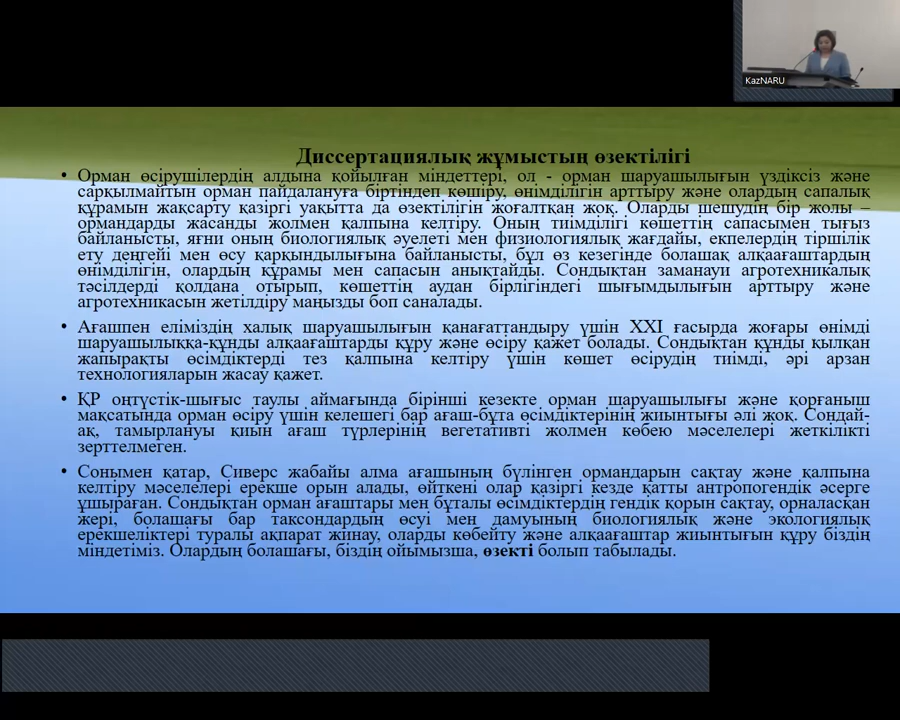 KazNARU
Диссертациялық жұмыстың өзектілігі
• Орман өсірушілердің алдына қойылған міндеттері, ол - орман шаруашылығын үздіксіз және
сарқылмайтын орман пайдалануға біртіндеп көшіру, өнімділігін арттыру және олардың сапалық
құрамын жақсарту қазіргі уақытта да өзектілігін жоғалтқан жоқ. Оларды шешудің бір жолы –
ормандарды жасанды жолмен қалпына келтіру. Оның тиімділігі көшеттің сапасымен тығыз
байланысты, яғни оның биологиялық әуелеті мен физиологиялық жағдайы, екпелердің тіршілік
ету деңгейі мен өсу қарқындылығына байланысты, бұл өз кезегінде болашақ алқаағаштардың
өнімділігін, олардың құрамы мен сапасын анықтайды. Сондықтан заманауи агротехникалық
тәсілдерді қолдана отырып, көшеттің аудан бірлігіндегі шығымдылығын арттыру және
агротехникасын жетілдіру маңызды боп саналады.
• Ағашпен еліміздің халық шаруашылығын қанағаттандыру үшін XXI ғасырда жоғары өнімді
шаруашылыққа-құнды алқаағаштарды құру және өсіру қажет болады. Сондықтан құнды қылқан
жапырақты өсімдіктерді тез қалпына келтіру үшін көшет өсірудің тиімді, әрі арзан
технологияларын жасау қажет.
• ҚР оңтүстік-шығыс таулы аймағында бірінші кезекте орман шаруашылығы және қорғаныш
мақсатында орман өсіру үшін келешегі бар ағаш-бұта өсімдіктерінің жиынтығы әлі жоқ. Сондай-
ақ, тамырлануы қиын ағаш түрлерінің вегетативті жолмен көбею мәселелері жеткілікті
зерттелмеген.
• Сонымен қатар, Сиверс жабайы алма ағашының бүлінген ормандарын сақтау және қалпына
келтіру мәселелері ерекше орын алады, өйткені олар қазіргі кезде қатты антропогендік әсерге
ұшыраған. Сондықтан орман ағаштары мен бұталы өсімдіктердің гендік қорын сақтау, орналасқан
жері, болашағы бар таксондардың өсуі мен дамуының биологиялық және экологиялық
ерекшеліктері туралы ақпарат жинау, оларды көбейту және алқаағаштар жиынтығын құру біздің
міндетіміз. Олардың болашағы, біздің ойымызша, өзекті болып табылады.